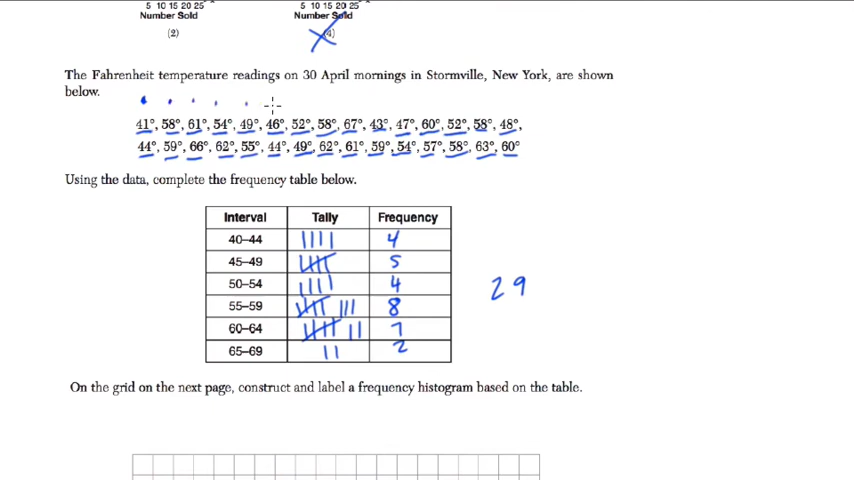 5 10 15 20 25
5 10 15 20 25
Number Sold
Number Sold
(2)
(4)
The Fahrenheit temperature readings on 30 April mornings in Stormville, New York, are shown
below.
41°, 58°, 61°, 54°, 49°, 46°, 52°, 58°, 67°, 43°, 47°, 60°, 52°, 58°, 48°,
44°, 59°, 66°, 62°, 55°, 44°, 49°, 62°, 61°, 59°, 54°, 57°, 58°, 63°, 60°
Using the data, complete the frequency table below.
Interval Tally Frequency
40–44 4
45–49 5
50–54 4
55–59 8
60–64 7
65–69 2
29
On the grid on the next page, construct and label a frequency histogram based on the table.